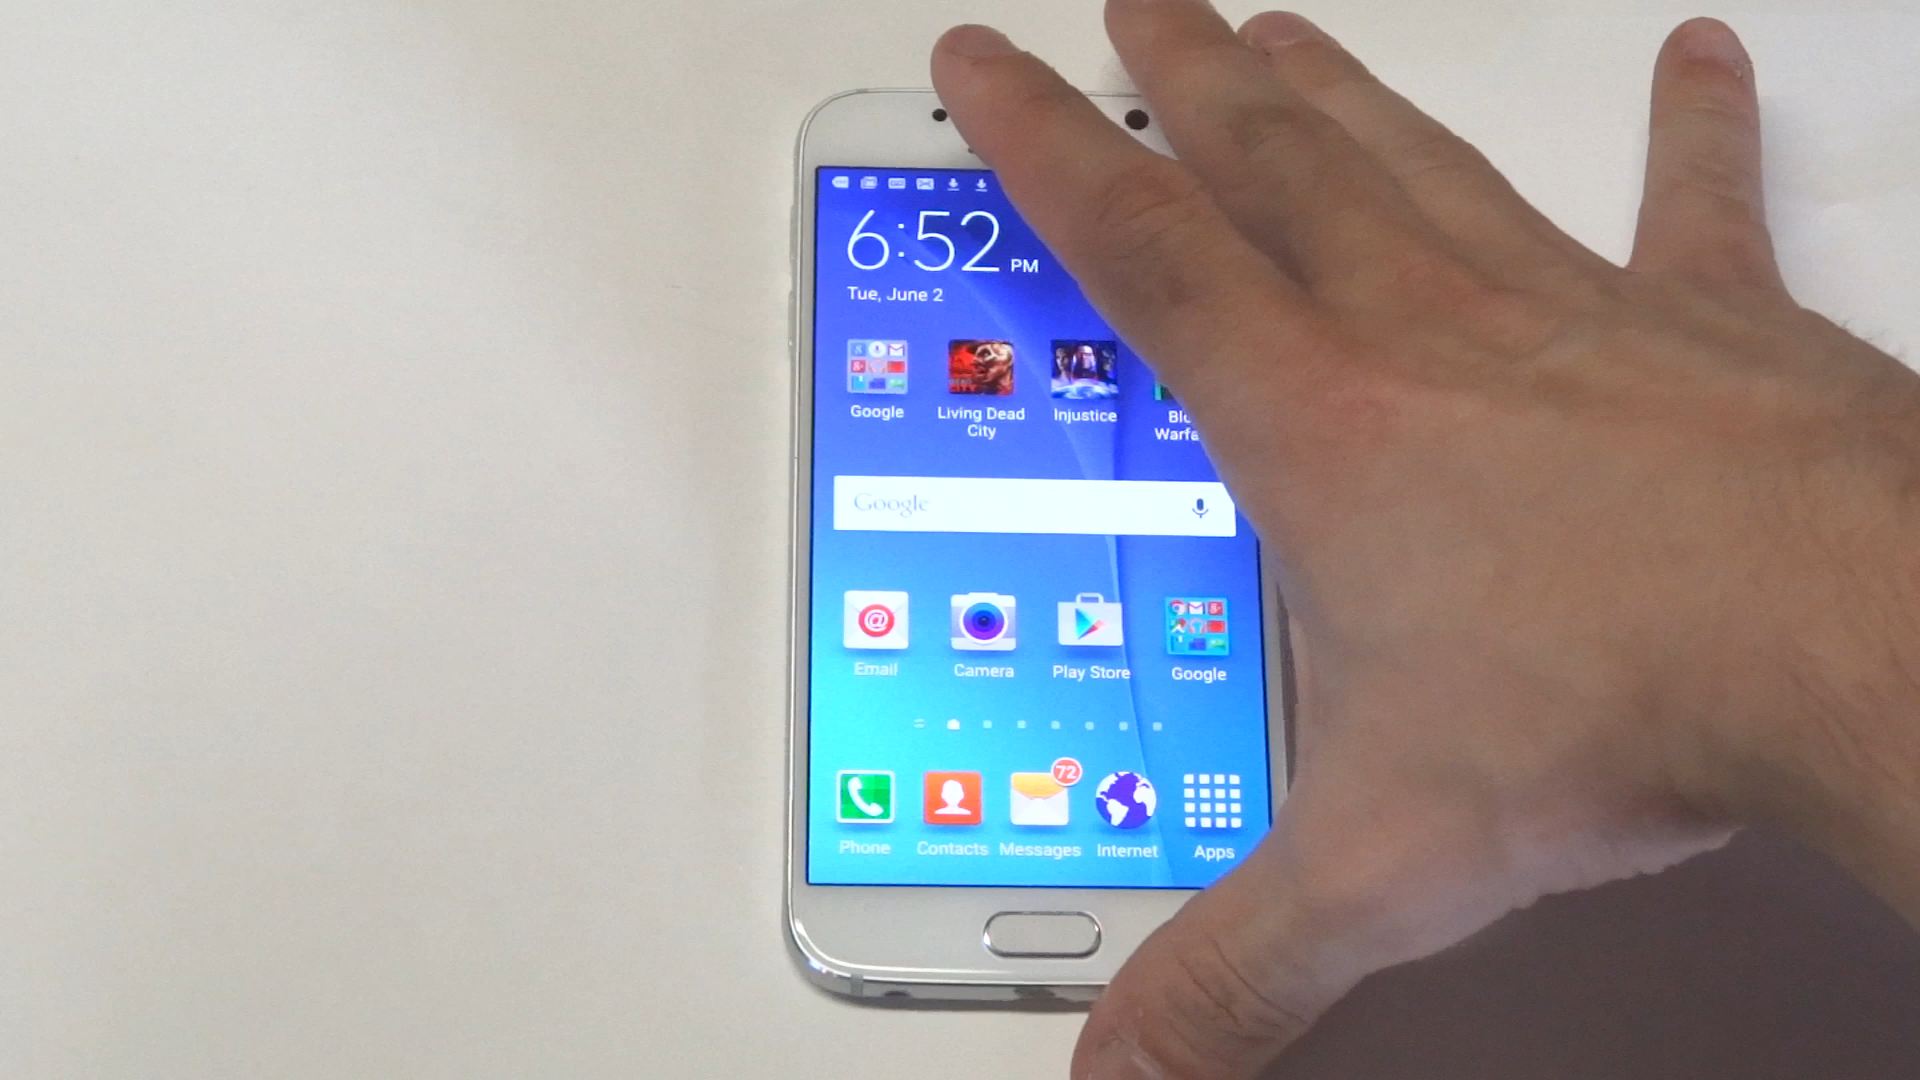 6:52 PM
Tue, June 2
Google
Living Dead
City
Injustice
Google
Email
Camera
Play Store
Google
72
Phone
Contacts
Messages
Internet
Apps